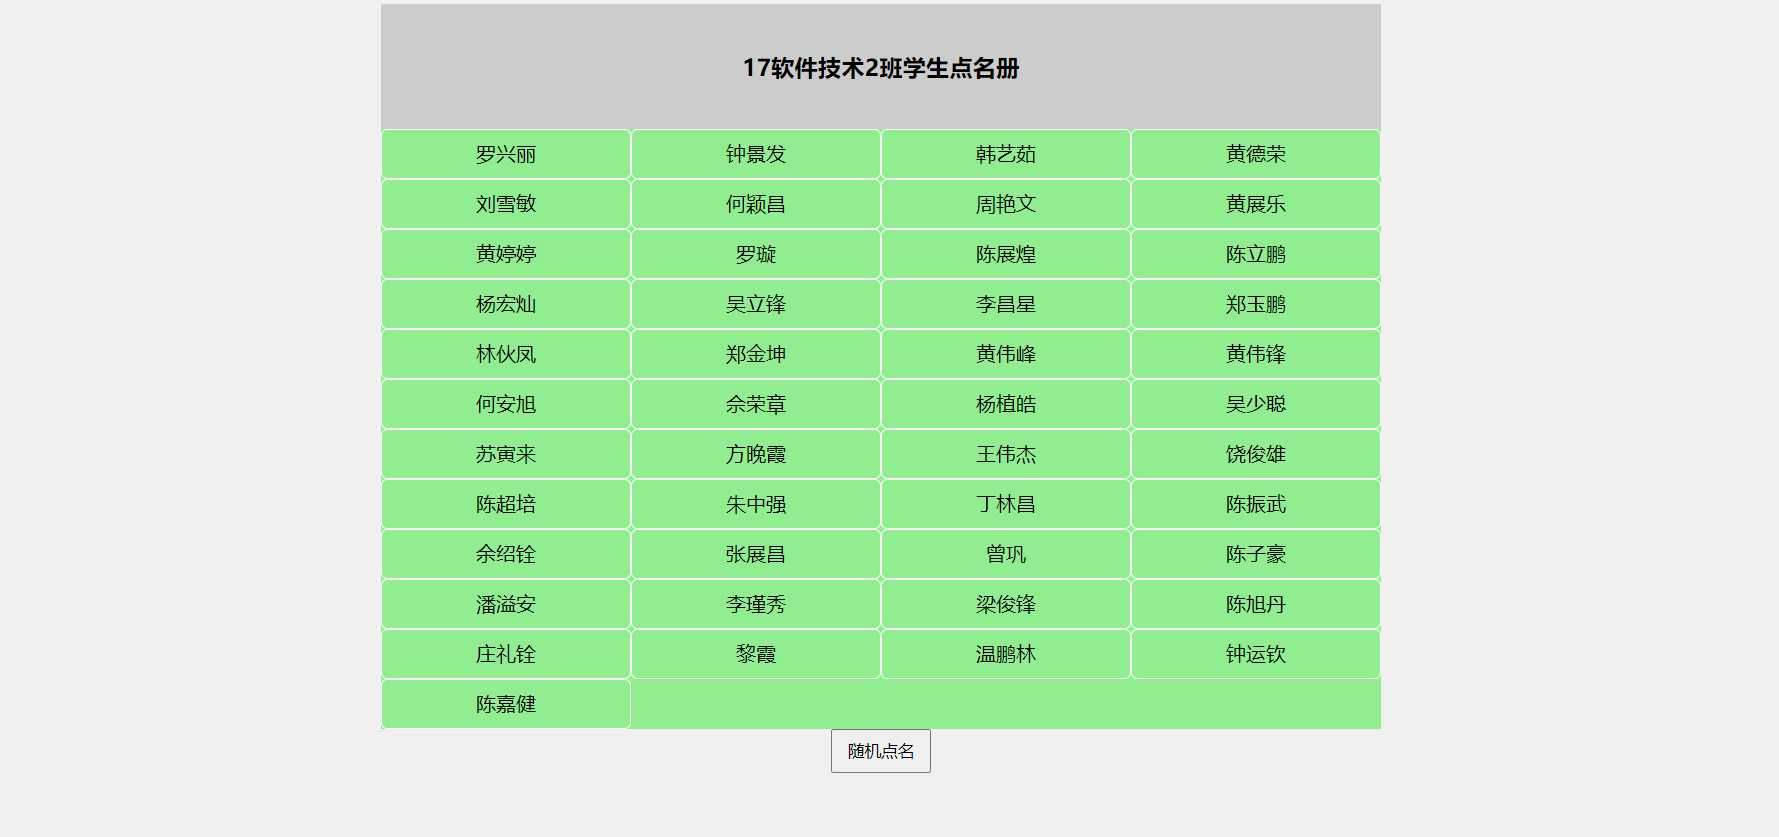 17软件技术2班学生点名册
罗兴丽 钟景发 韩艺茹 黄德荣
刘雪敏 何颖昌 周艳文 黄展乐
黄婷婷 罗璇 陈展煌 陈立鹏
杨宏灿 吴立锋 李昌星 郑玉鹏
林伙凤 郑金坤 黄伟峰 黄伟锋
何安旭 佘荣章 杨植皓 吴少聪
苏寅来 方晚霞 王伟杰 饶俊雄
陈超培 朱中强 丁林昌 陈振武
余绍铨 张展昌 曾巩 陈子豪
潘溢安 李瑾秀 梁俊锋 陈旭丹
庄礼铨 黎霞 温鹏林 钟运钦
陈嘉健
随机点名